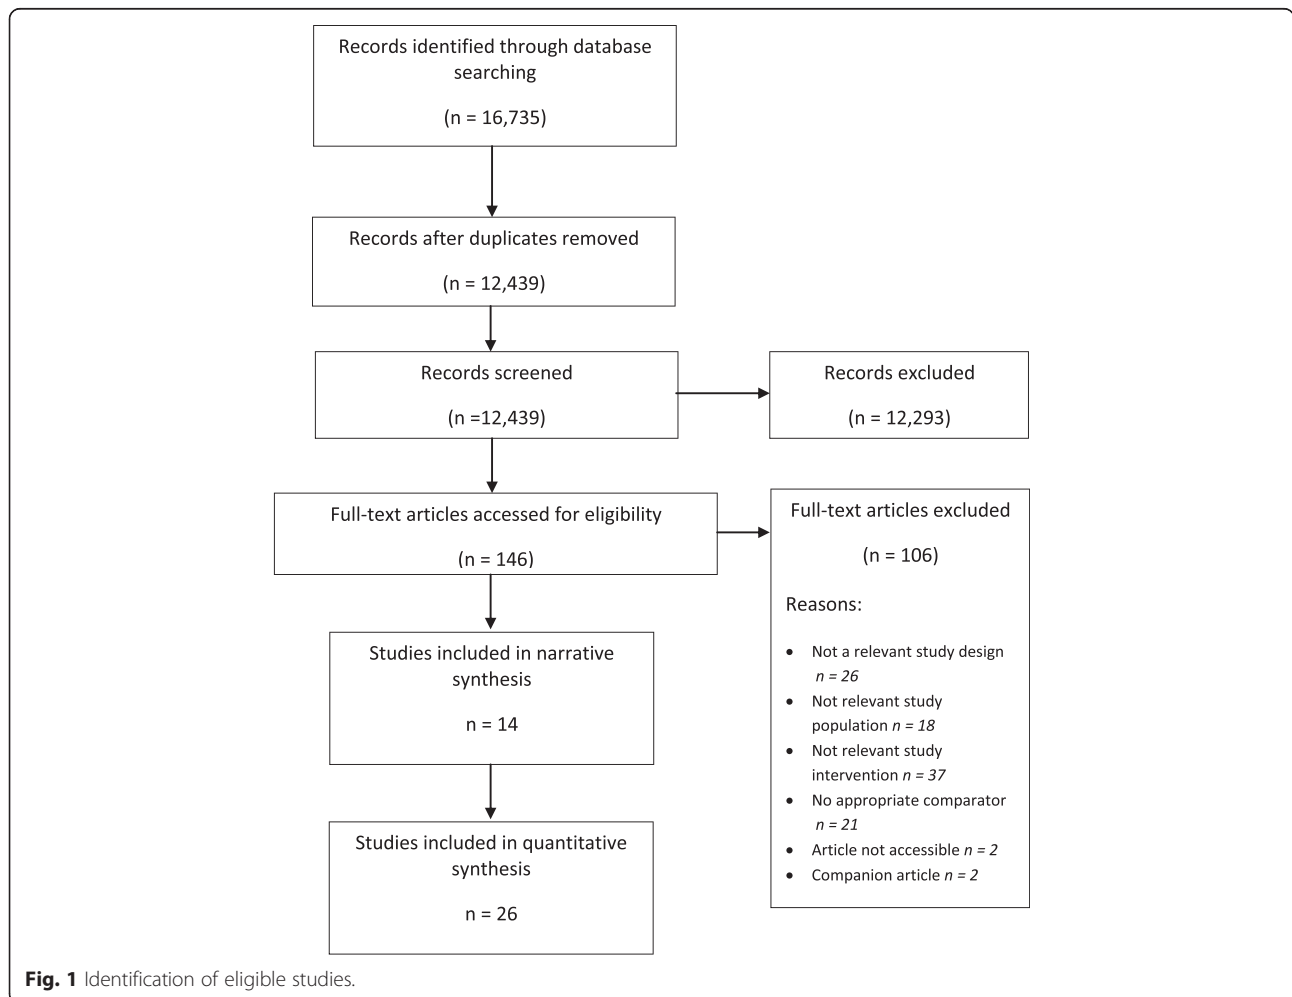 Records identified through database
searching
(n = 16,735)
Records after duplicates removed
(n = 12,439)
Records screened
(n =12,439)
Records excluded
(n = 12,293)
Full-text articles accessed for eligibility
(n = 146)
Full-text articles excluded
(n = 106)
Reasons:
• Not a relevant study design
n = 26
• Not relevant study
population n = 18
• Not relevant study
intervention n = 37
• No appropriate comparator
n = 21
• Article not accessible n = 2
• Companion article n = 2
Studies included in narrative
synthesis
n = 14
Studies included in quantitative
synthesis
n = 26
Fig. 1 Identification of eligible studies.